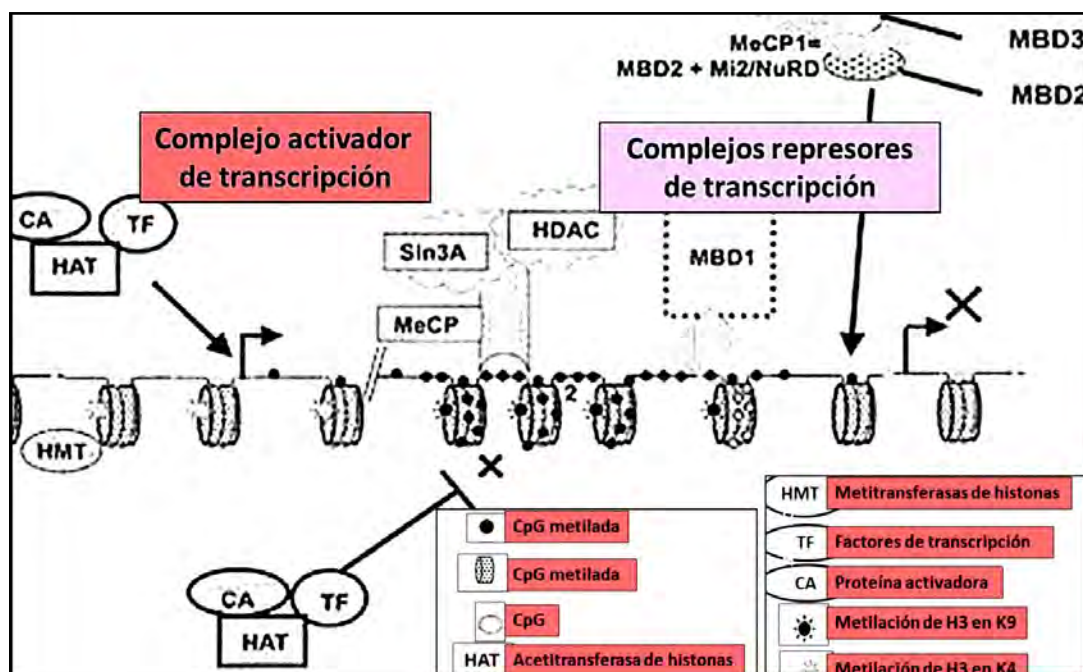 MeCP1=
MBD2 + Mi2/NuRD
MBD3
MBD2
Complejo activador
de transcripción
Complejos represores
de transcripción
CA
TF
HAT
Sin3A
HDAC
MBD1
MeCP
2
HMT
CA
TF
HAT
CpG metilada
CpG metilada
CpG
HAT Acetitransferasa de histonas
HMT Metitransferasas de histonas
TF Factores de transcripción
CA Proteína activadora
Metilación de H3 en K9
Metilación de H3 en K4